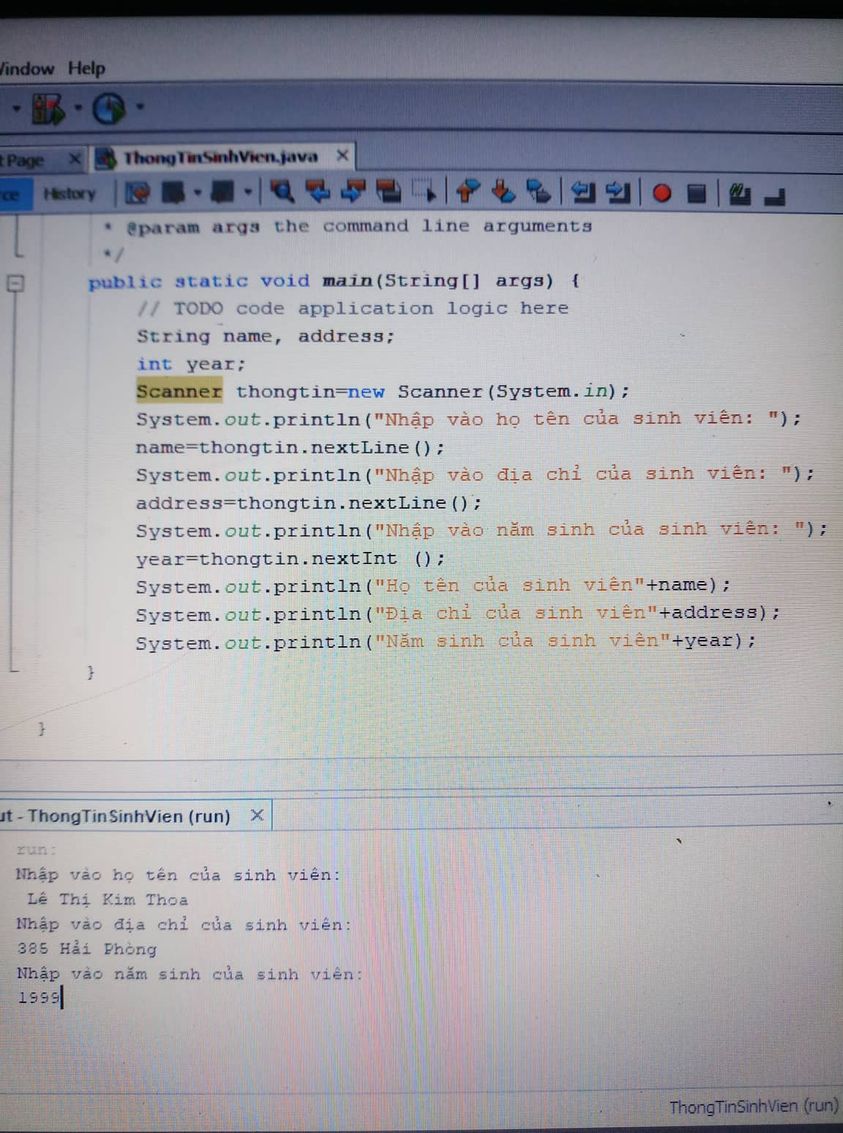 Window Help
Page ThongTinSinhVien.java
History
* @param args the command line arguments
*/
public static void main(String[] args) {
// TODO code application logic here
String name, address;
int year;
Scanner thongtin=new Scanner(System.in);
System.out.println("Nhập vào họ tên của sinh viên: ");
name=thongtin.nextLine();
System.out.println("Nhập vào địa chỉ của sinh viên: ");
address=thongtin.nextLine();
System.out.println("Nhập vào năm sinh của sinh viên: ");
year=thongtin.nextInt ();
System.out.println("Họ tên của sinh viên"+name);
System.out.println("Địa chỉ của sinh viên"+address);
System.out.println("Năm sinh của sinh viên"+year);
}
}
ut - ThongTinSinhVien (run)
run:
Nhập vào họ tên của sinh viên:
Lê Thị Kim Thoa
Nhập vào địa chỉ của sinh viên:
385 Hải Phòng
Nhập vào năm sinh của sinh viên:
1999
ThongTinSinhVien (run)